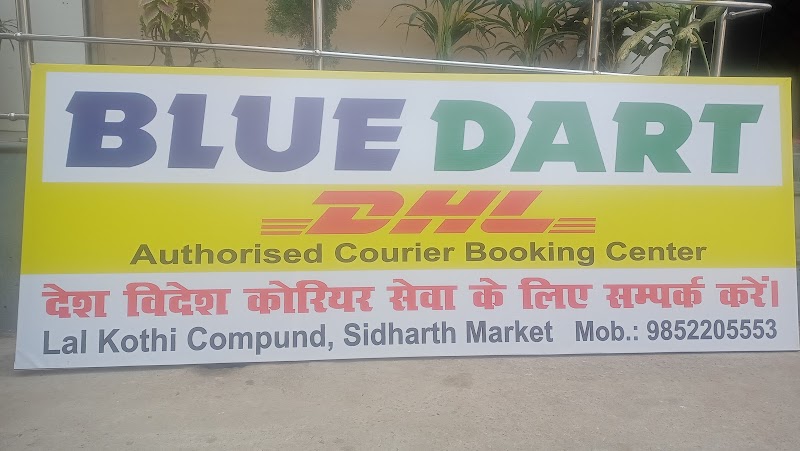 BLUE DART
DHL
Authorised Courier Booking Center
देश विदेश कोरियर सेवा के लिए सम्पर्क करें।
Lal Kothi Compund, Sidharth Market Mob.: 9852205553